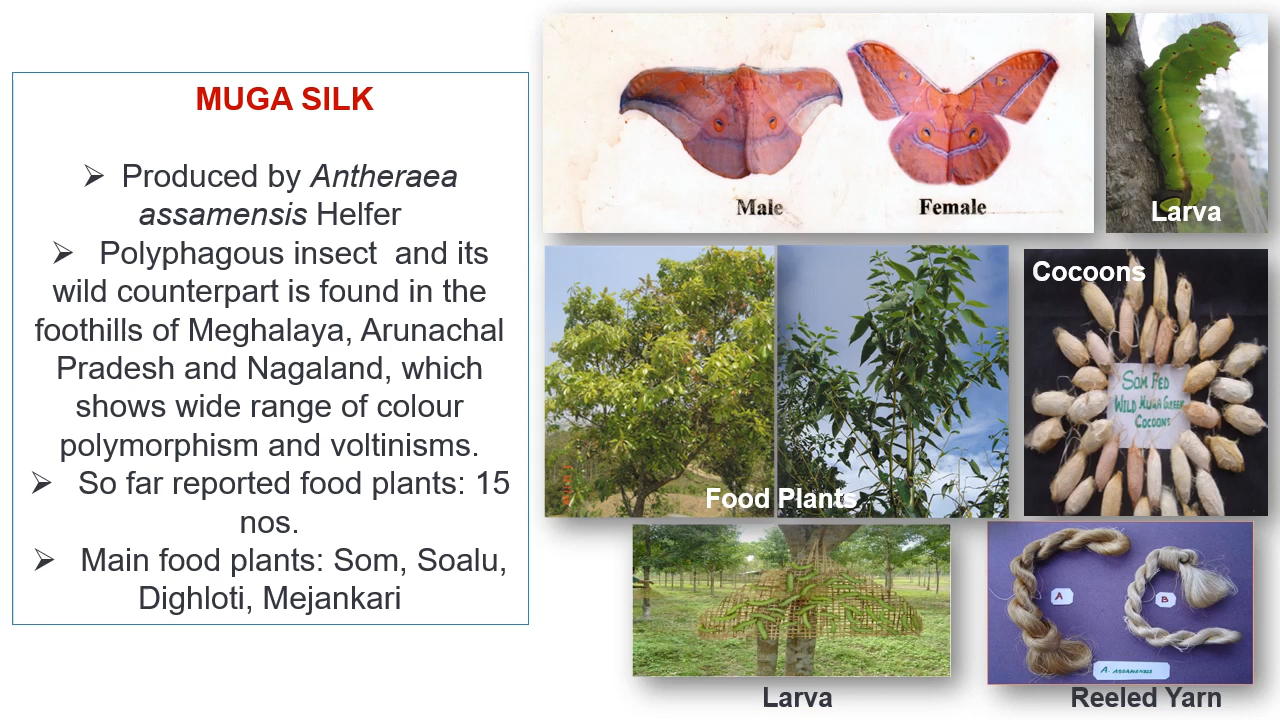 MUGA SILK
➢ Produced by Antheraea
assamensis Helfer
➢ Polyphagous insect and its
wild counterpart is found in the
foothills of Meghalaya, Arunachal
Pradesh and Nagaland, which
shows wide range of colour
polymorphism and voltinisms.
➢ So far reported food plants: 15
nos.
➢ Main food plants: Som, Soalu,
Dighloti, Mejankari
Male
Female
Larva
Food Plants
Cocoons
SOM FED
WILD MUGA GREEN
COCOONS
Larva
A
B
A. ASSAMENSIS
Reeled Yarn